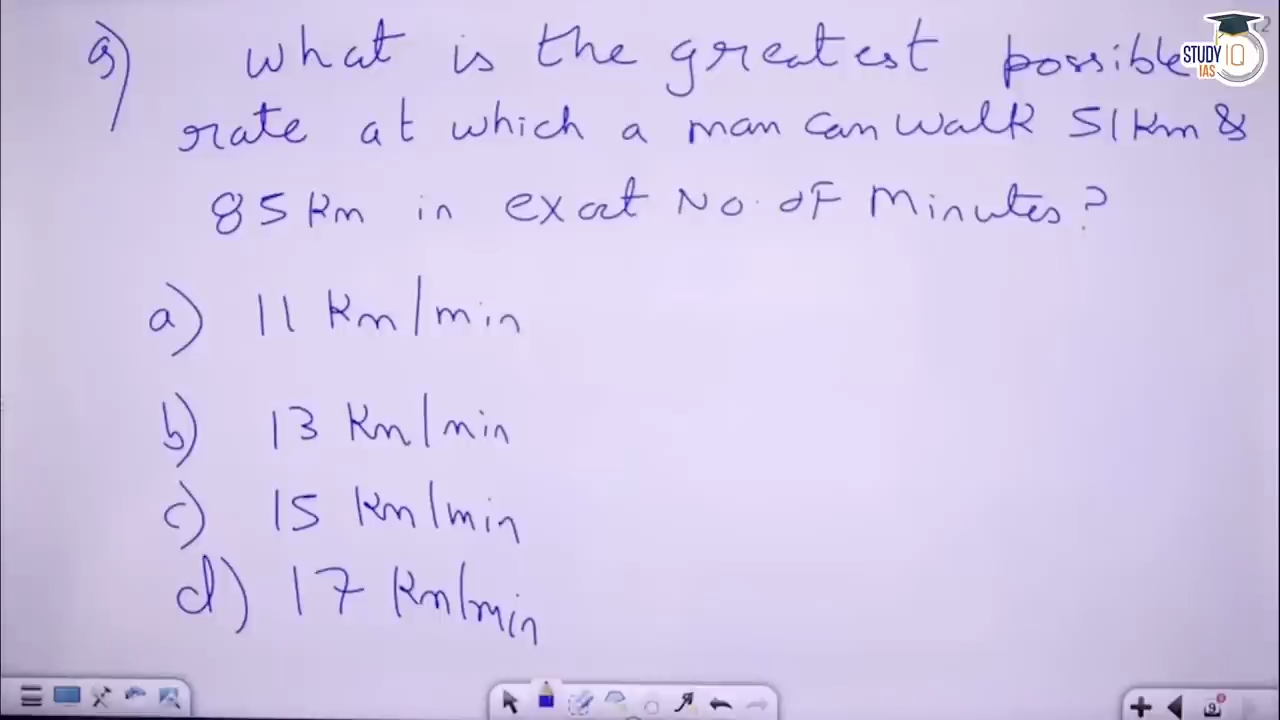 Q) What is the greatest possible
rate at which a man can walk 51 Km &
85 Km in exact No. of Minutes?
a) 11 Km/min
b) 13 Km/min
c) 15 Km/min
d) 17 Km/min
STUDY IQ
IAS